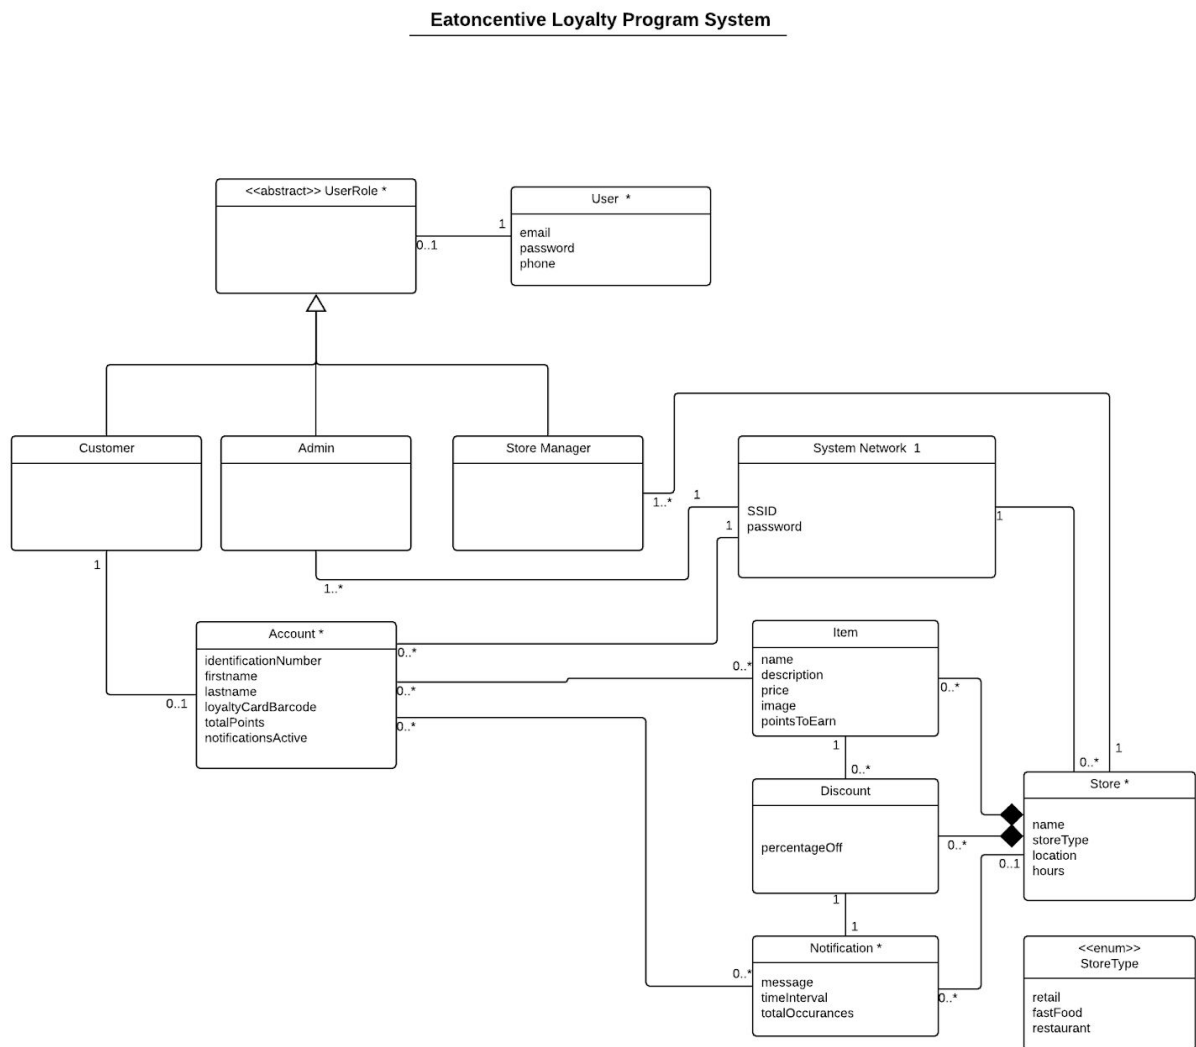 Eatoncentive Loyalty Program System
<<abstract>> UserRole *
User *
email
password
phone
1
0..1
Customer
Admin
Store Manager
System Network 1
SSID
password
1..*
1
1
1
1
1..*
Account *
identificationNumber
firstname
lastname
loyaltyCardBarcode
totalPoints
notificationsActive
0..1
0..*
0..*
0..*
Item
name
description
price
image
pointsToEarn
0..*
0..*
1
0..*
1
0..*
Discount
percentageOff
0..*
1
1
Store *
name
storeType
location
hours
0..1
Notification *
message
timeInterval
totalOccurances
0..*
0..*
<<enum>>
StoreType
retail
fastFood
restaurant